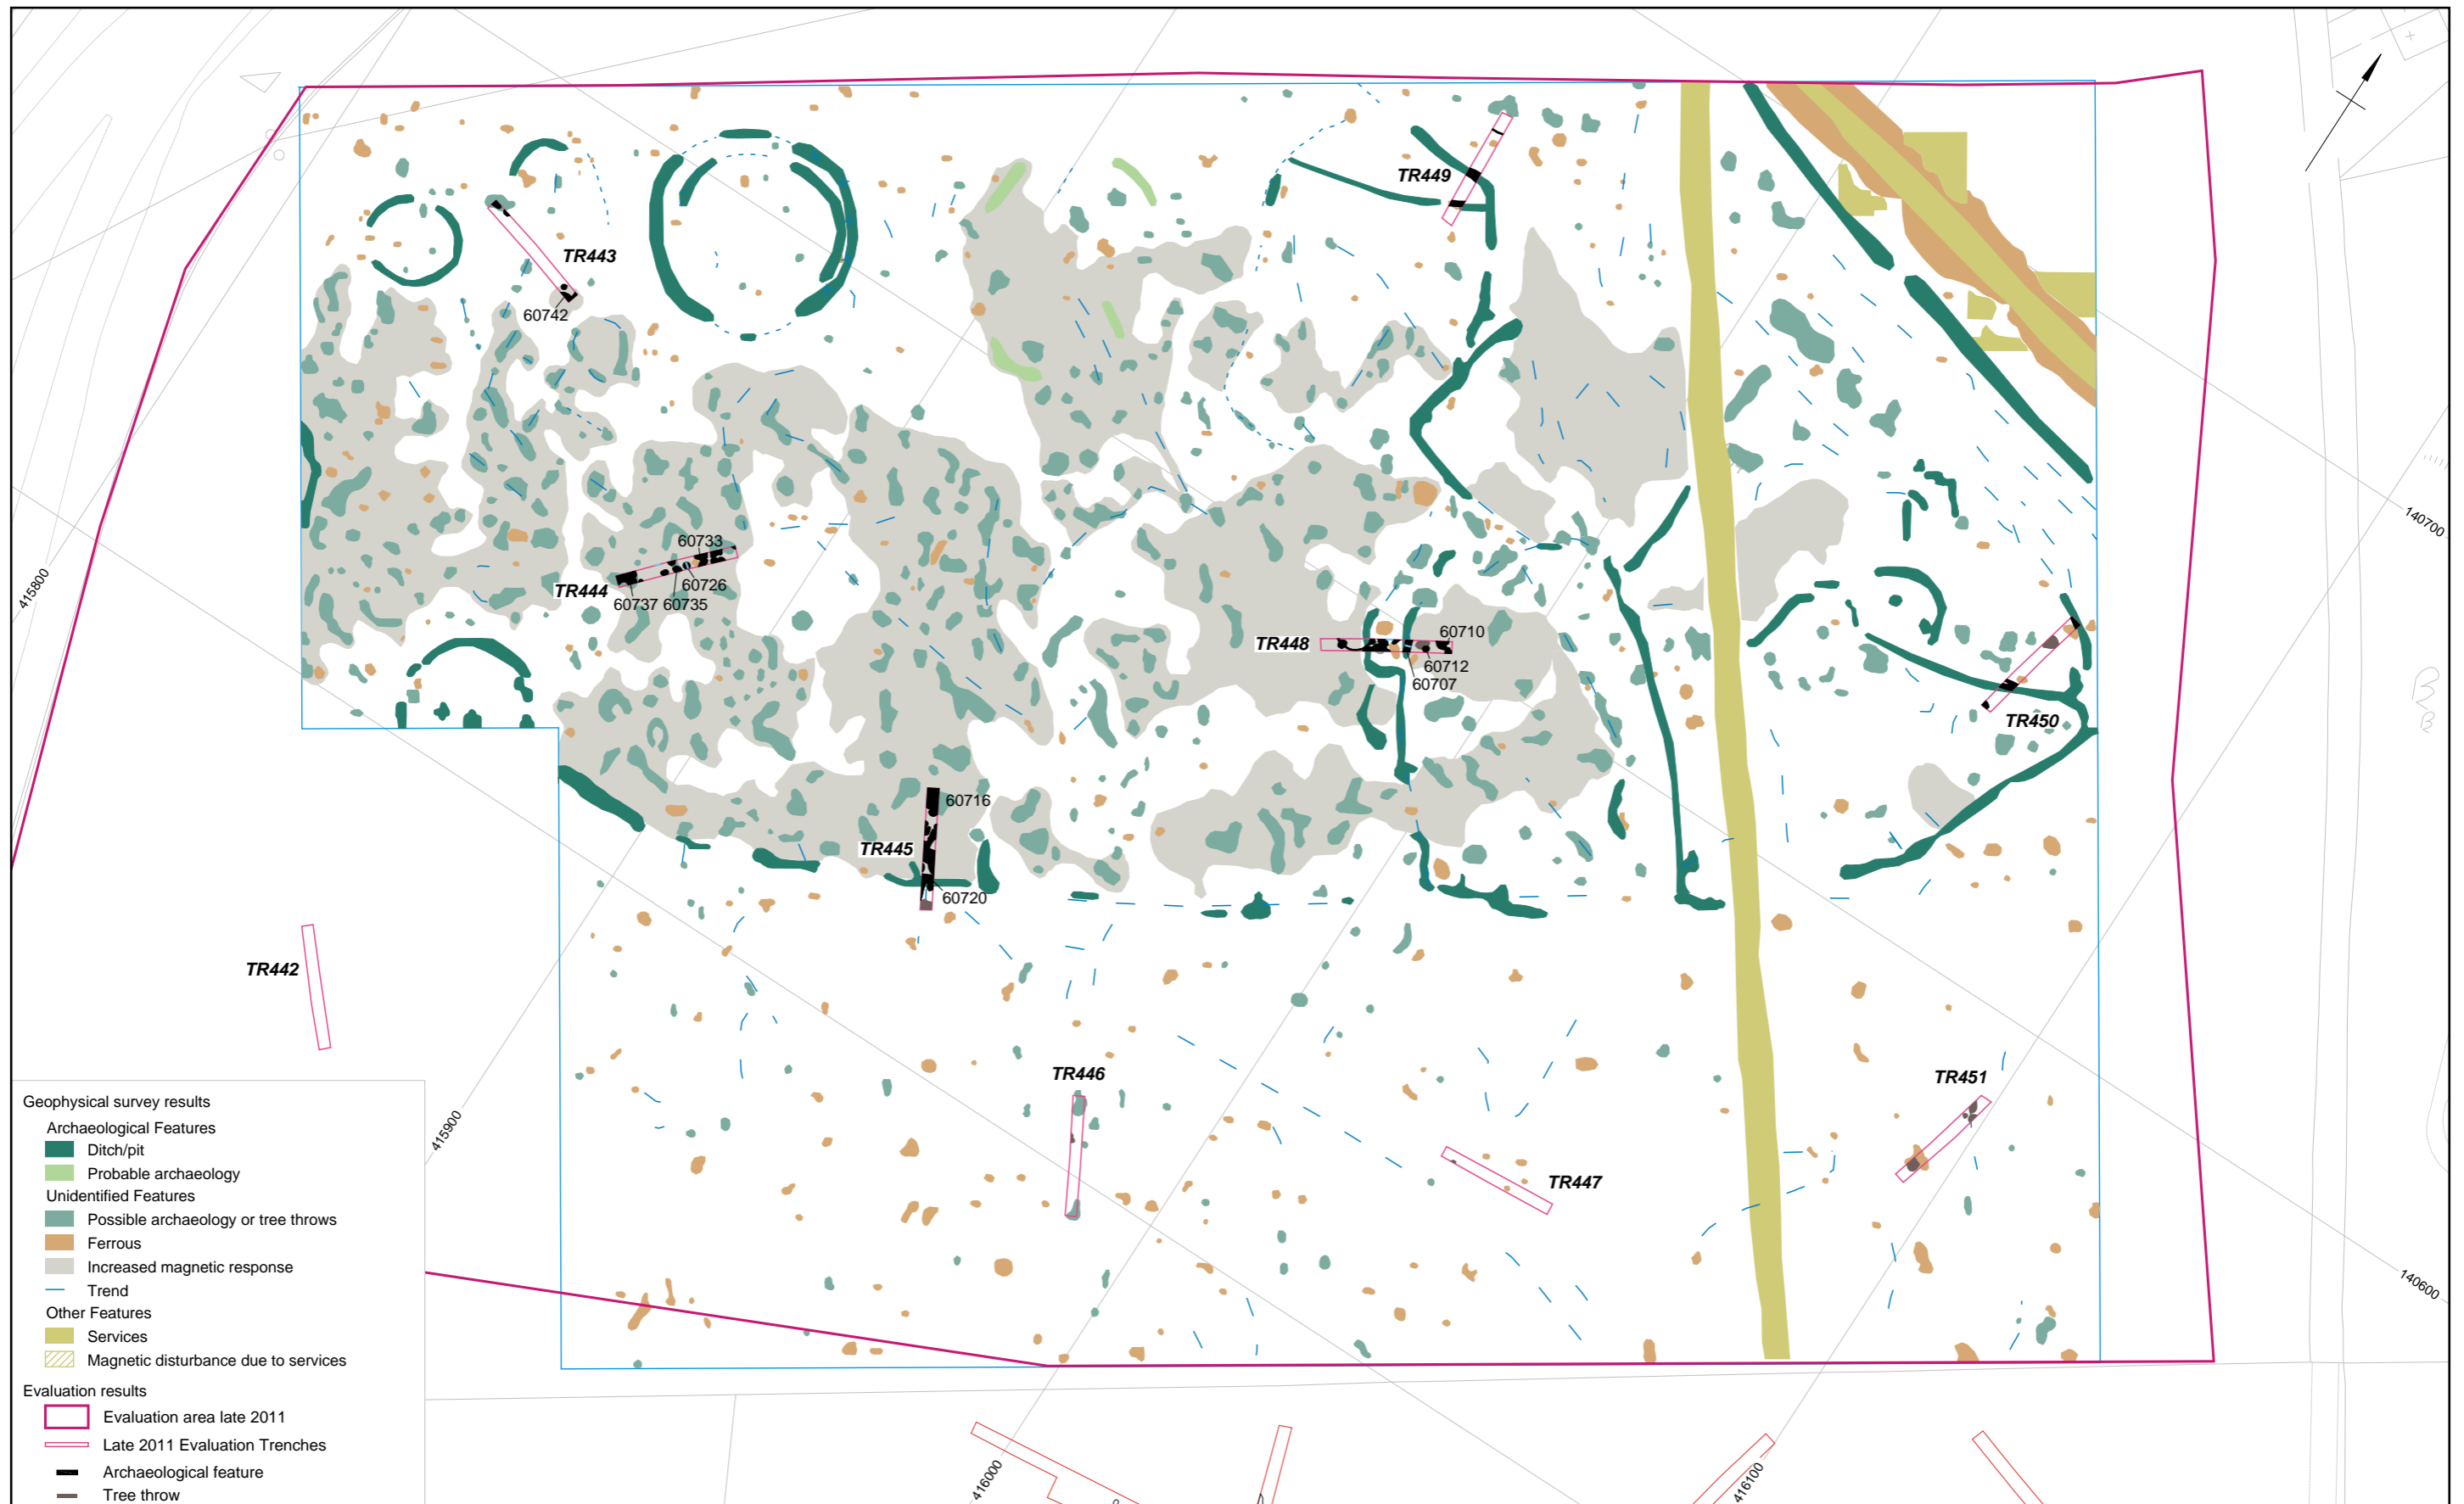 TR449
TR443
60742
140700
415800
60733
TR444
60726
60737 60735
60710
TR448
60712
60707
TR450
60716
TR445
60720
TR442
TR446
TR451
415900
TR447
140600
416000
416100
Geophysical survey results
Archaeological Features
Ditch/pit
Probable archaeology
Unidentified Features
Possible archaeology or tree throws
Ferrous
Increased magnetic response
Trend
Other Features
Services
Magnetic disturbance due to services
Evaluation results
Evaluation area late 2011
Late 2011 Evaluation Trenches
Archaeological feature
Tree throw